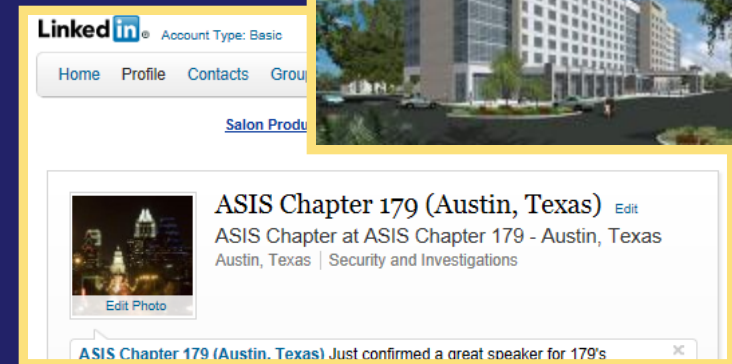 Linked in® Account Type: Basic
Home Profile Contacts Grou
Salon Produ
ASIS Chapter 179 (Austin, Texas) Edit
ASIS Chapter at ASIS Chapter 179 - Austin, Texas
Austin, Texas | Security and Investigations
Edit Photo
ASIS Chapter 179 (Austin, Texas) Just confirmed a great speaker for 179's